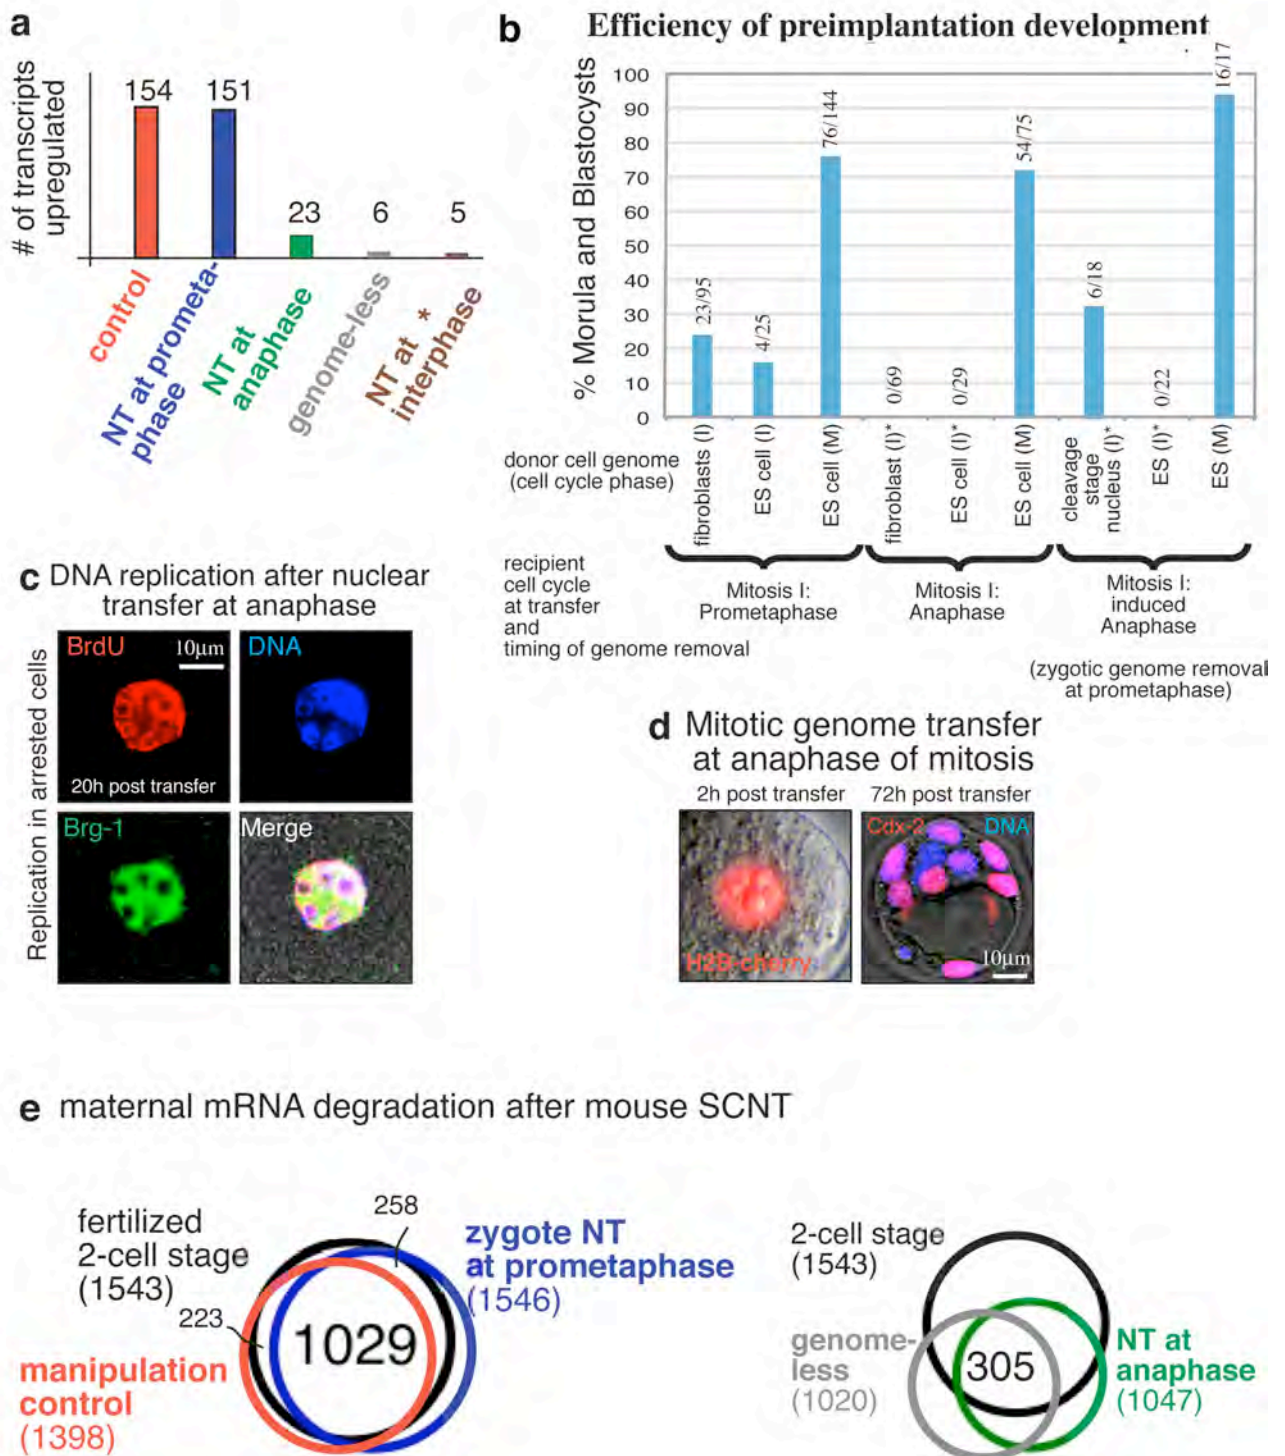 a
# of transcripts
upregulated
154
151
23
6
5
control
NT at prometa-
phase
NT at
anaphase
genome-less
NT at *
interphase
b
Efficiency of preimplantation development
% Morula and Blastocysts
100
90
80
70
60
50
40
30
20
10
0
23/95
4/25
76/144
0/69
0/29
54/75
6/18
0/22
16/17
donor cell genome
(cell cycle phase)
fibroblasts (I)
ES cell (I)
ES cell (M)
fibroblast (I)*
ES cell (I)*
ES cell (M)
cleavage
stage
nucleus (I)*
ES (I)*
ES (M)
recipient
cell cycle
at transfer
and
timing of genome removal
Mitosis I:
Prometaphase
Mitosis I:
Anaphase
Mitosis I:
induced
Anaphase
(zygotic genome removal
at prometaphase)
c DNA replication after nuclear
transfer at anaphase
Replication in arrested cells
BrdU
10μm
20h post transfer
DNA
Brg-1
Merge
d Mitotic genome transfer
at anaphase of mitosis
2h post transfer
72h post transfer
H2B-cherry
Cdx-2
DNA
10μm
e maternal mRNA degradation after mouse SCNT
fertilized
2-cell stage
(1543)
258
223
1029
zygote NT
at prometaphase
(1546)
manipulation
control
(1398)
2-cell stage
(1543)
genome-
less
(1020)
305
NT at
anaphase
(1047)